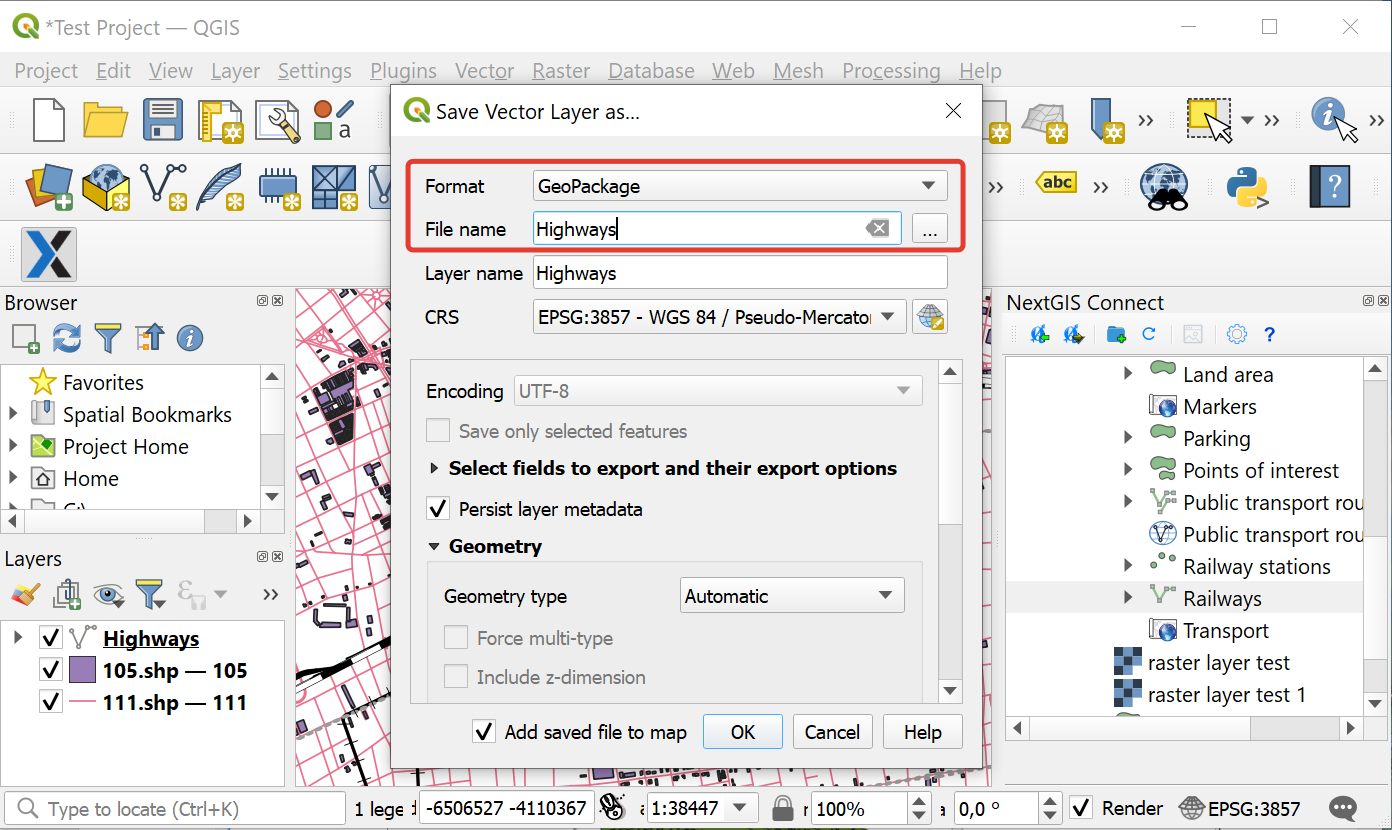 *Test Project — QGIS
Project Edit View Layer Settings Plugins Vector Raster Database Web Mesh Processing Help
a
abc
?
Save Vector Layer as...
Format GeoPackage
File name Highways ...
Layer name Highways
CRS EPSG:3857 - WGS 84 / Pseudo-Mercator
Encoding UTF-8
Save only selected features
Select fields to export and their export options
Persist layer metadata
Geometry
Geometry type Automatic
Force multi-type
Include z-dimension
Add saved file to map OK Cancel Help
Browser
Favorites
Spatial Bookmarks
Project Home
Home
Layers
Highways
105.shp — 105
111.shp — 111
NextGIS Connect
?
Land area
Markers
Parking
Points of interest
Public transport rou
Public transport rou
Railway stations
Railways
Transport
raster layer test
raster layer test 1
Type to locate (Ctrl+K) 1 lege -6506527 -4110367 1:38447 100% 0,0 ° Render EPSG:3857